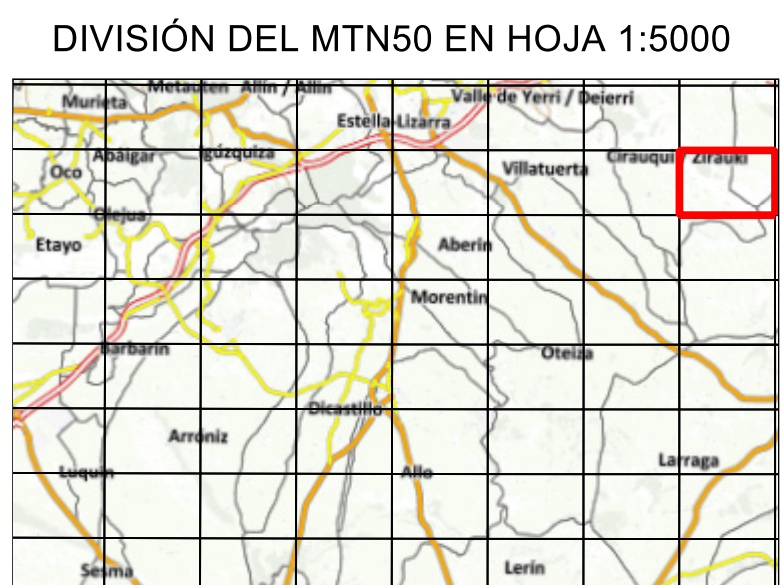 DIVISIÓN DEL MTN50 EN HOJA 1:5000
Metauten
Allín / Allin
Murieta
Valle de Yerri / Deierri
Estella-Lizarra
Abáigar
Igúzquiza
Cirauqui / Zirauki
Oco
Villatuerta
Olejua
Etayo
Aberin
Morentin
Barbarin
Oteiza
Dicastillo
Arróniz
Larraga
Luquin
Allo
Sesma
Lerín